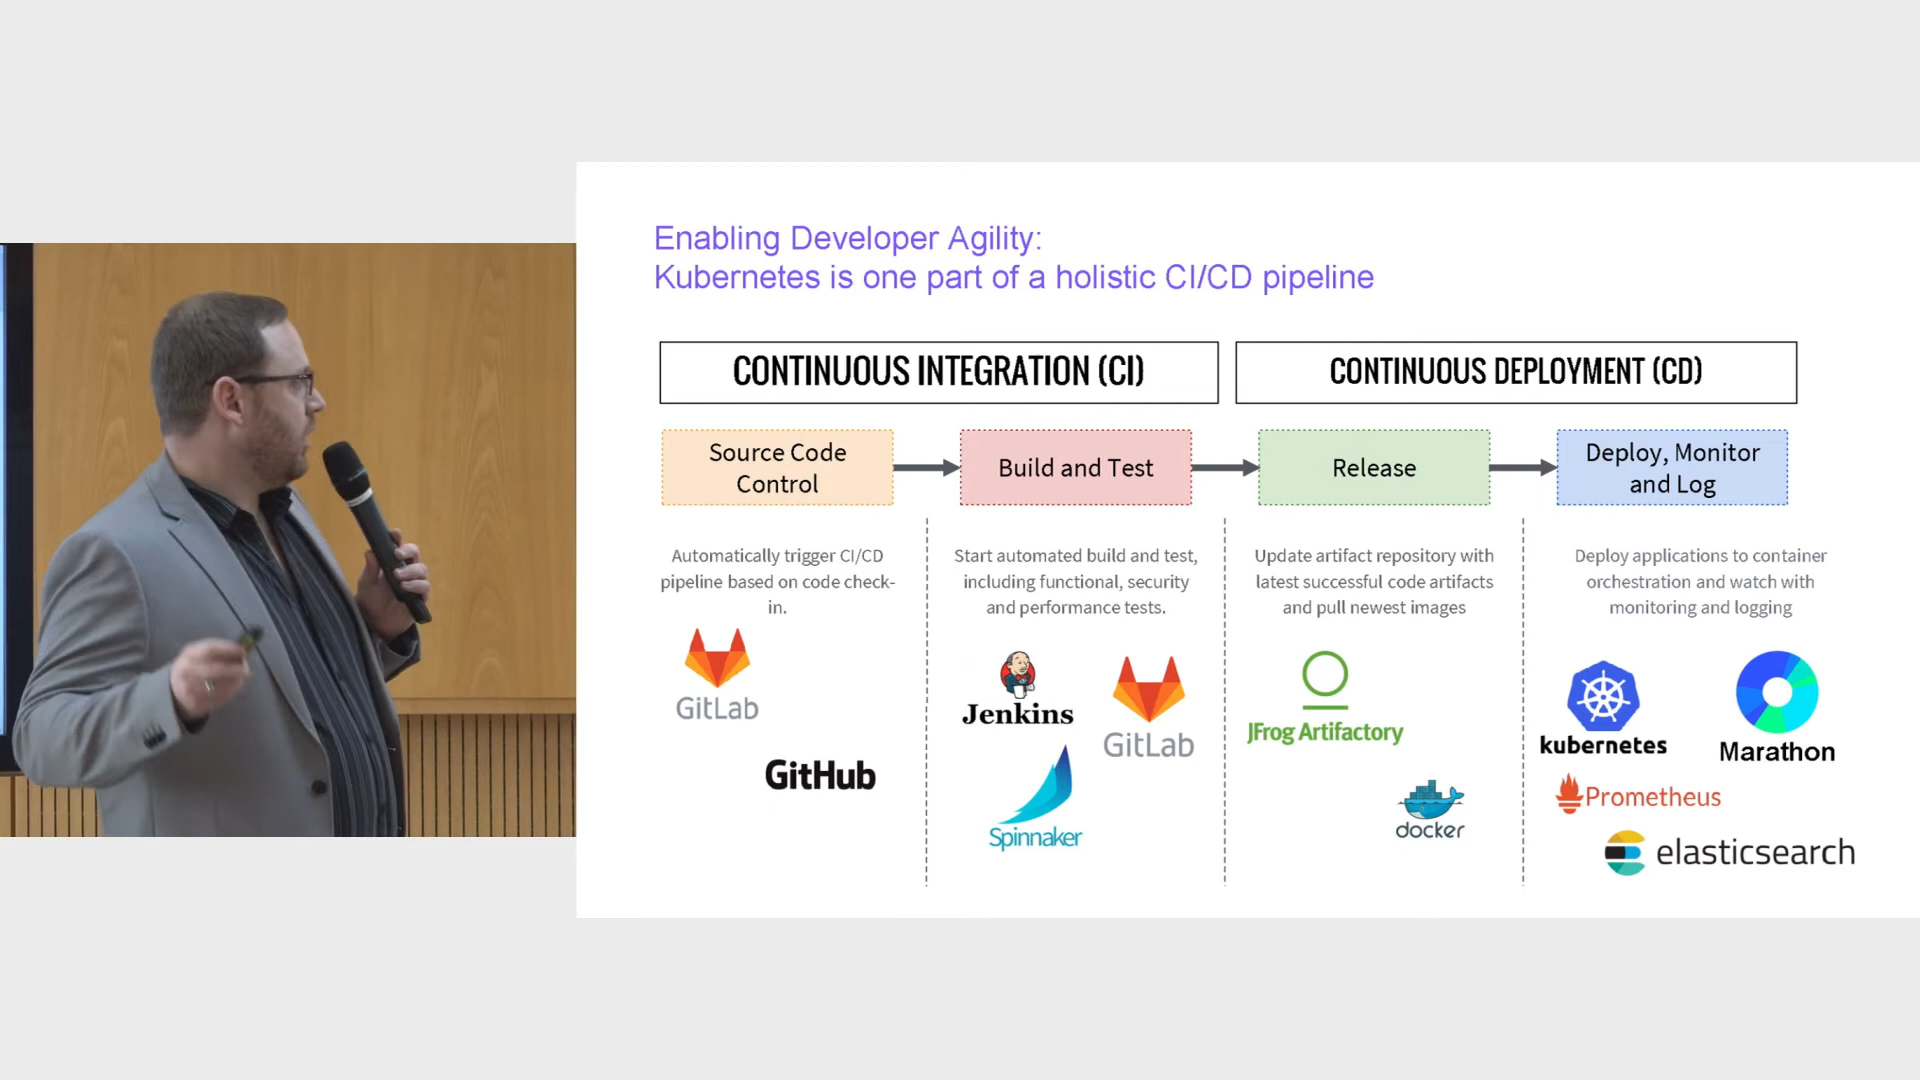 Enabling Developer Agility:
Kubernetes is one part of a holistic CI/CD pipeline
CONTINUOUS INTEGRATION (CI)
CONTINUOUS DEPLOYMENT (CD)
Source Code
Control
Build and Test
Release
Deploy, Monitor
and Log
Automatically trigger CI/CD
pipeline based on code check-
in.
Start automated build and test,
including functional, security
and performance tests.
Update artifact repository with
latest successful code artifacts
and pull newest images
Deploy applications to container
orchestration and watch with
monitoring and logging
GitLab
GitHub
Jenkins
GitLab
Spinnaker
JFrog Artifactory
docker
kubernetes
Marathon
Prometheus
elasticsearch